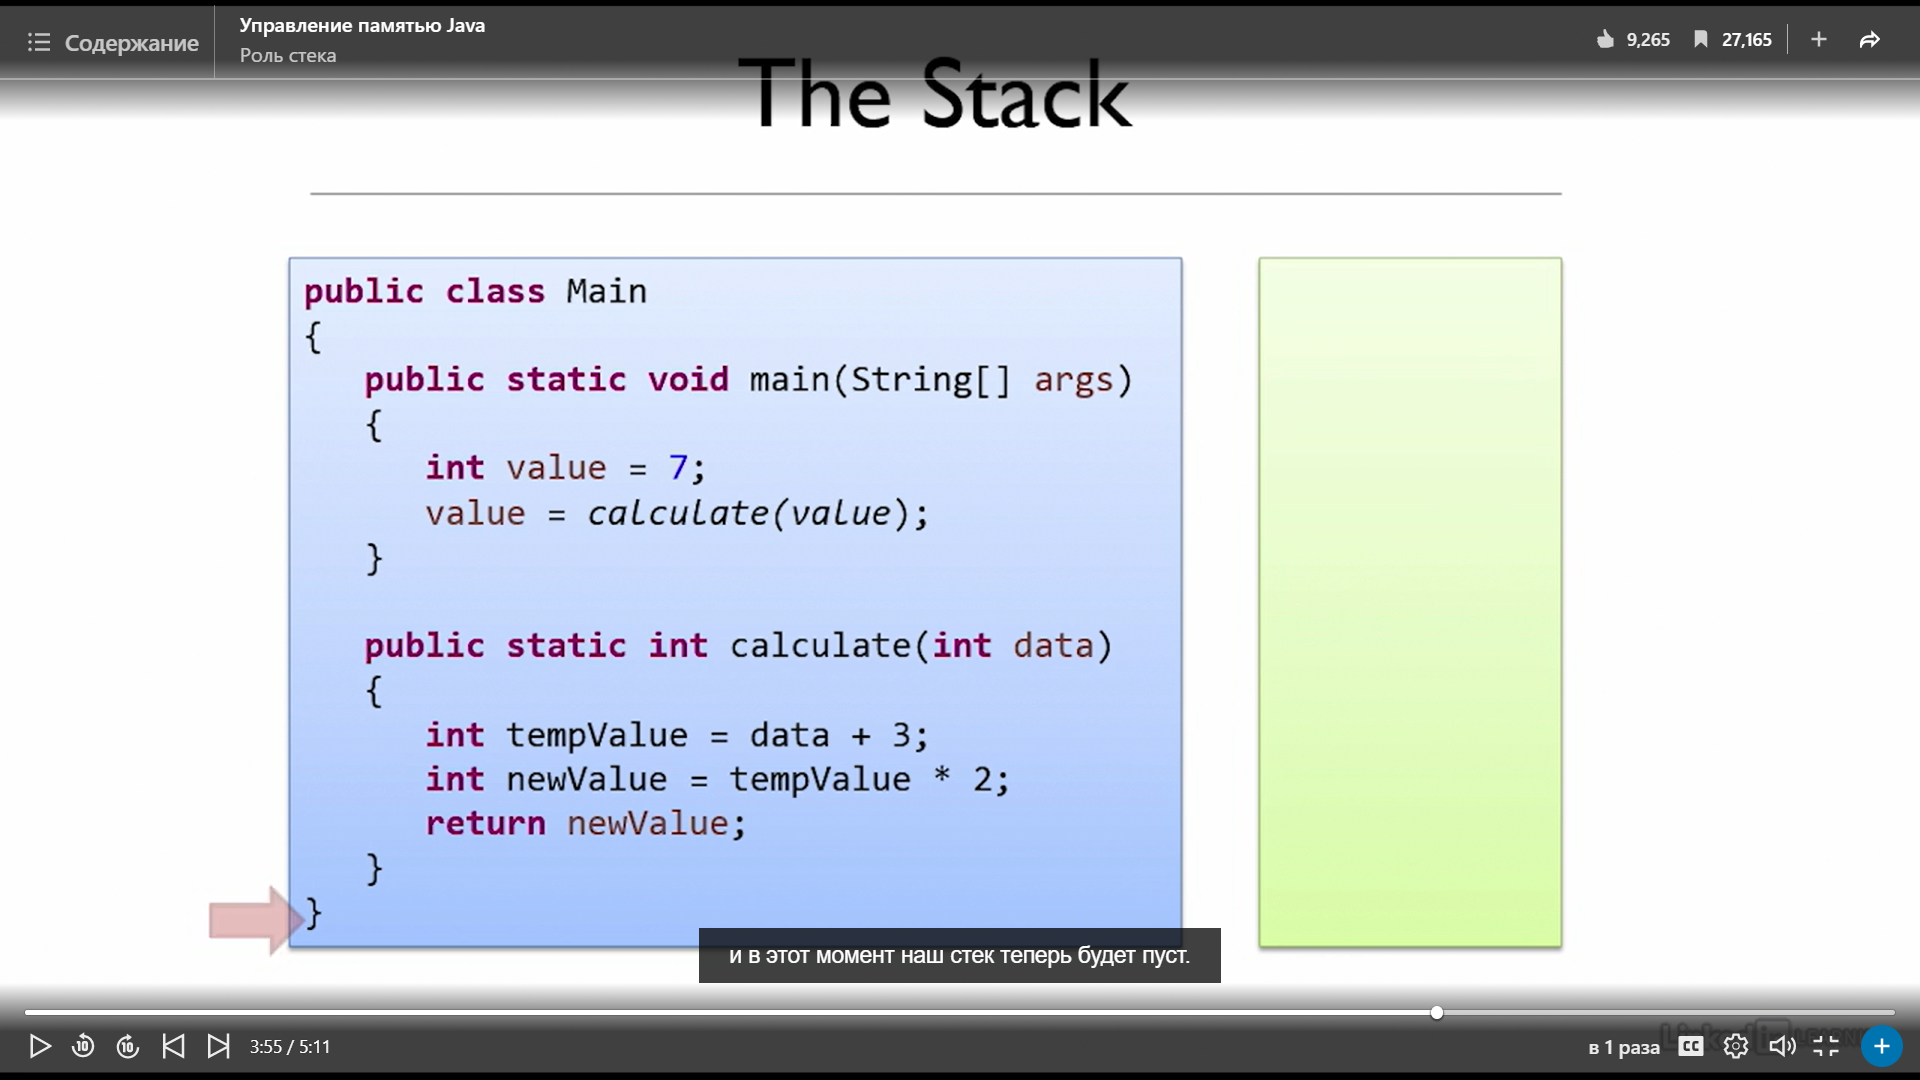 Содержание
Управление памятью Java
Роль стека
9,265
27,165
The Stack
public class Main
{
public static void main(String[] args)
{
int value = 7;
value = calculate(value);
}
public static int calculate(int data)
{
int tempValue = data + 3;
int newValue = tempValue * 2;
return newValue;
}
}
и в этот момент наш стек теперь будет пуст.
10
10
3:55 / 5:11
в 1 раза
CC